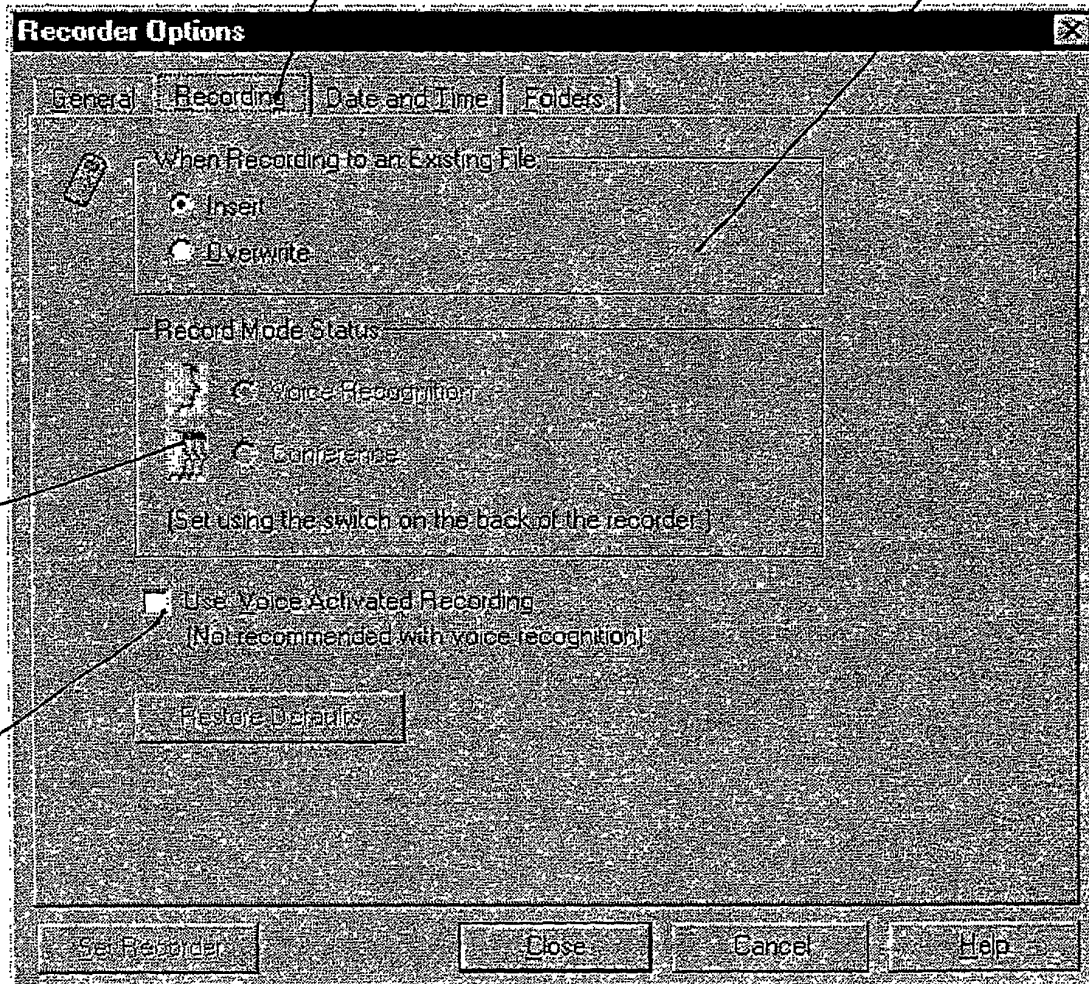 Recorder Options
General Recording Date and Time Folders
When Recording to an Existing File
Insert
Overwrite
Record Mode Status
Voice Recognition
Conference
(Set using the switch on the back of the recorder.)
Use Voice Activated Recording
(Not recommended with voice recognition)
Restore Defaults
Set Recorder Close Cancel Help